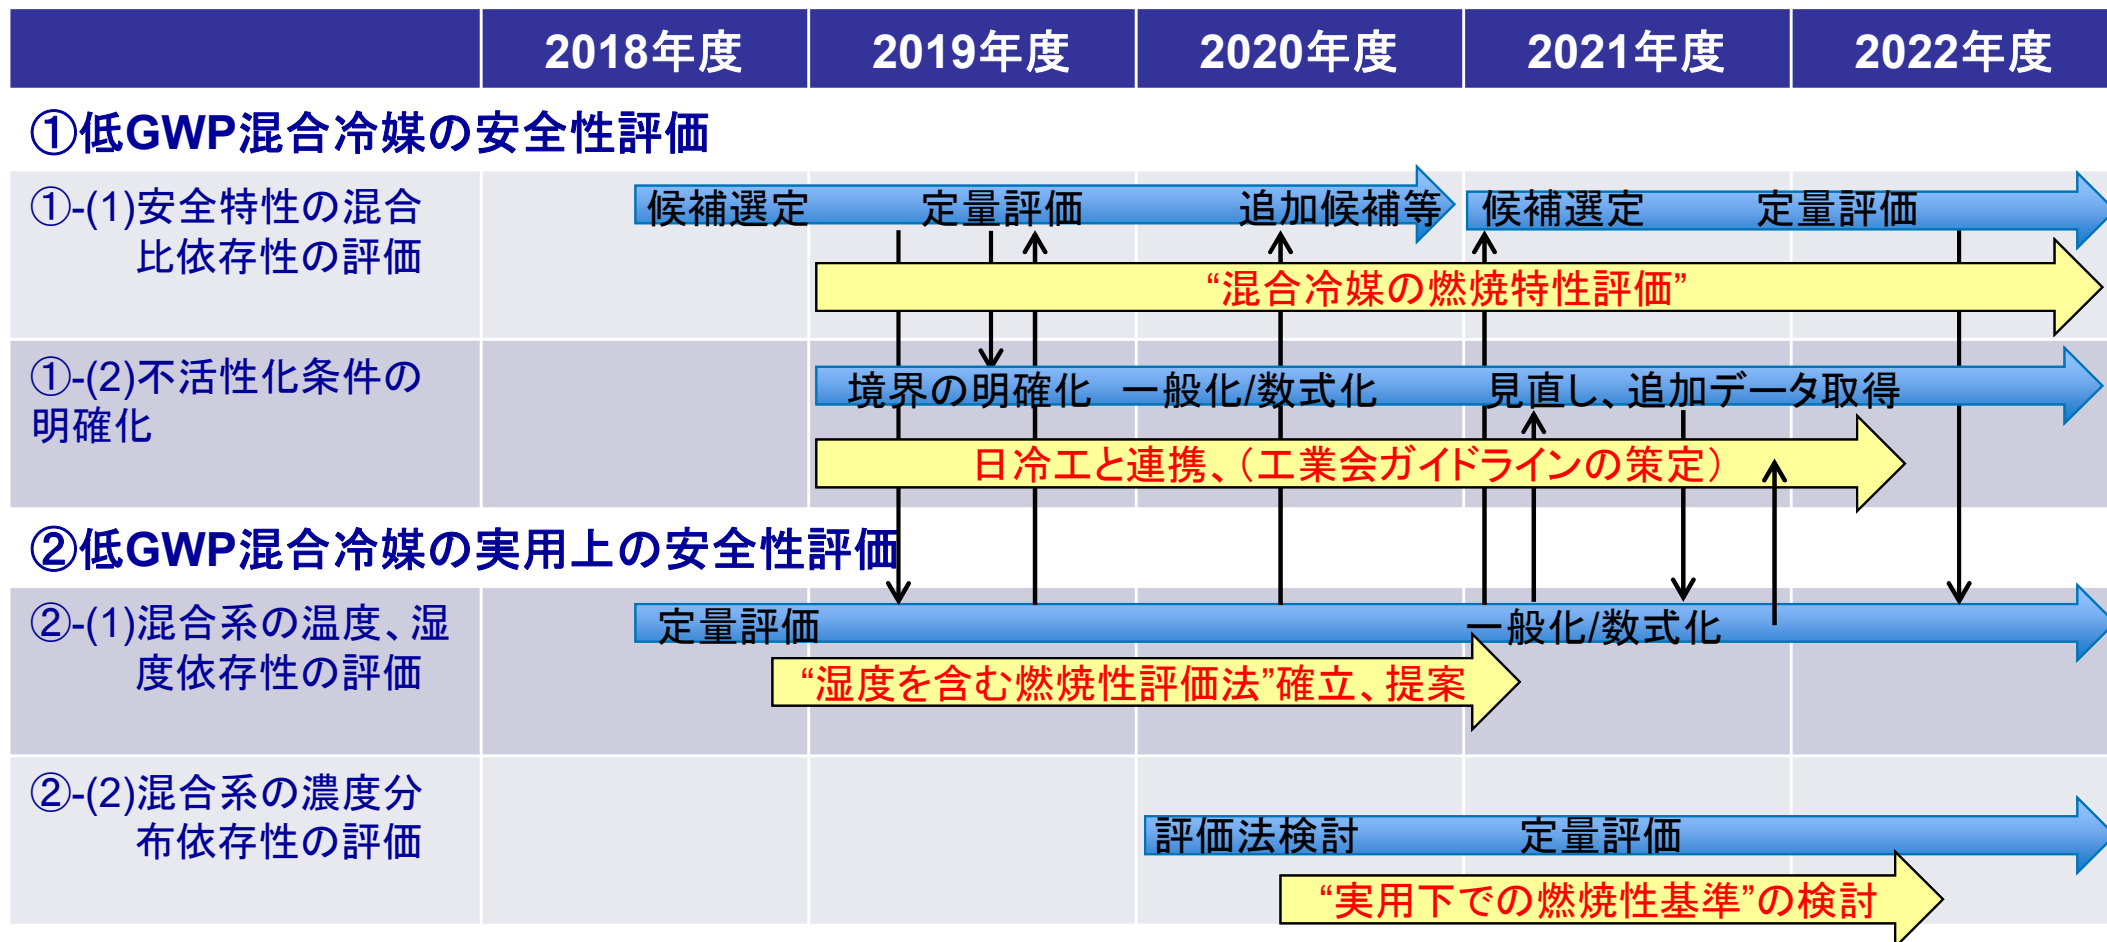 2018年度 2019年度 2020年度 2021年度 2022年度
①低GWP混合冷媒の安全性評価
①-(1)安全特性の混合
比依存性の評価
候補選定 定量評価 追加候補等 候補選定 定量評価
“混合冷媒の燃焼特性評価”
①-(2)不活性化条件の
明確化
境界の明確化 一般化/数式化 見直し、追加データ取得
日冷工と連携、（工業会ガイドラインの策定）
②低GWP混合冷媒の実用上の安全性評価
②-(1)混合系の温度、湿
度依存性の評価
定量評価 一般化/数式化
“湿度を含む燃焼性評価法”確立、提案
②-(2)混合系の濃度分
布依存性の評価
評価法検討 定量評価
“実用下での燃焼性基準”の検討